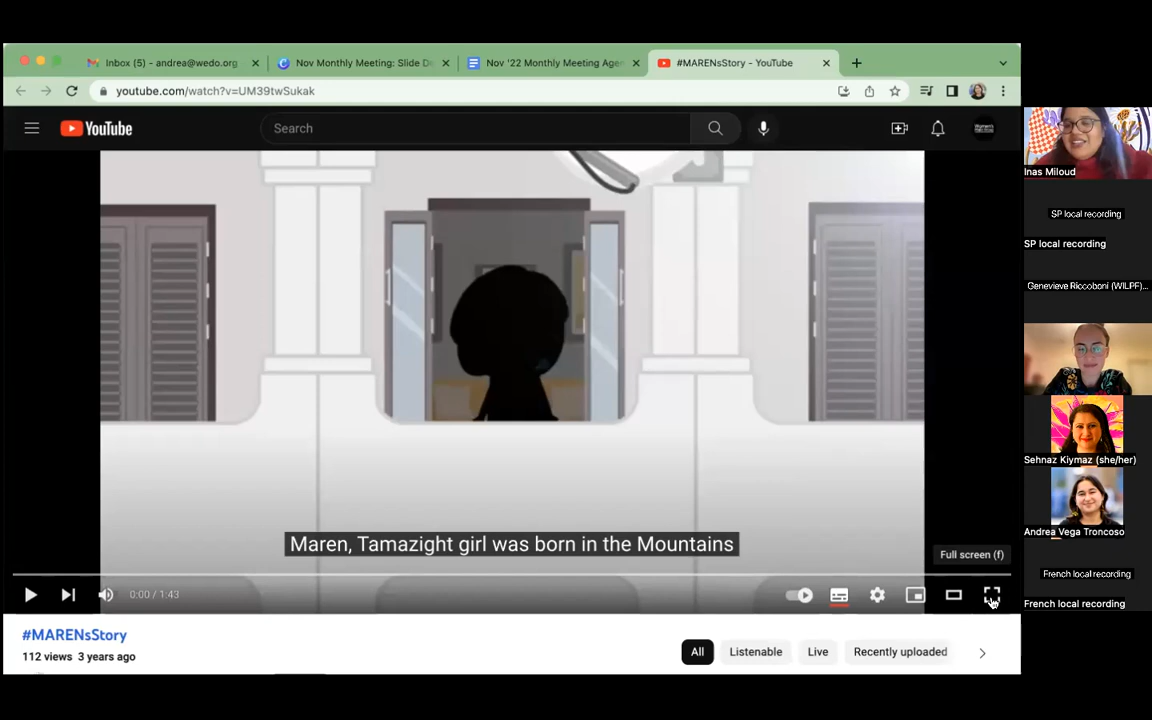 Inbox (5) - andrea@wedo.org
Nov Monthly Meeting: Slide De
Nov '22 Monthly Meeting Agen
#MARENsStory - YouTube
youtube.com/watch?v=UM39twSukak
YouTube
Search
Maren, Tamazight girl was born in the Mountains
Full screen (f)
0:00 / 1:43
#MARENsStory
112 views 3 years ago
All
Listenable
Live
Recently uploaded
Inas Miloud
SP local recording
SP local recording
Genevieve Riccoboni (WILPF)...
Sehnaz Kiymaz (she/her)
Andrea Vega Troncoso
French local recording
French local recording